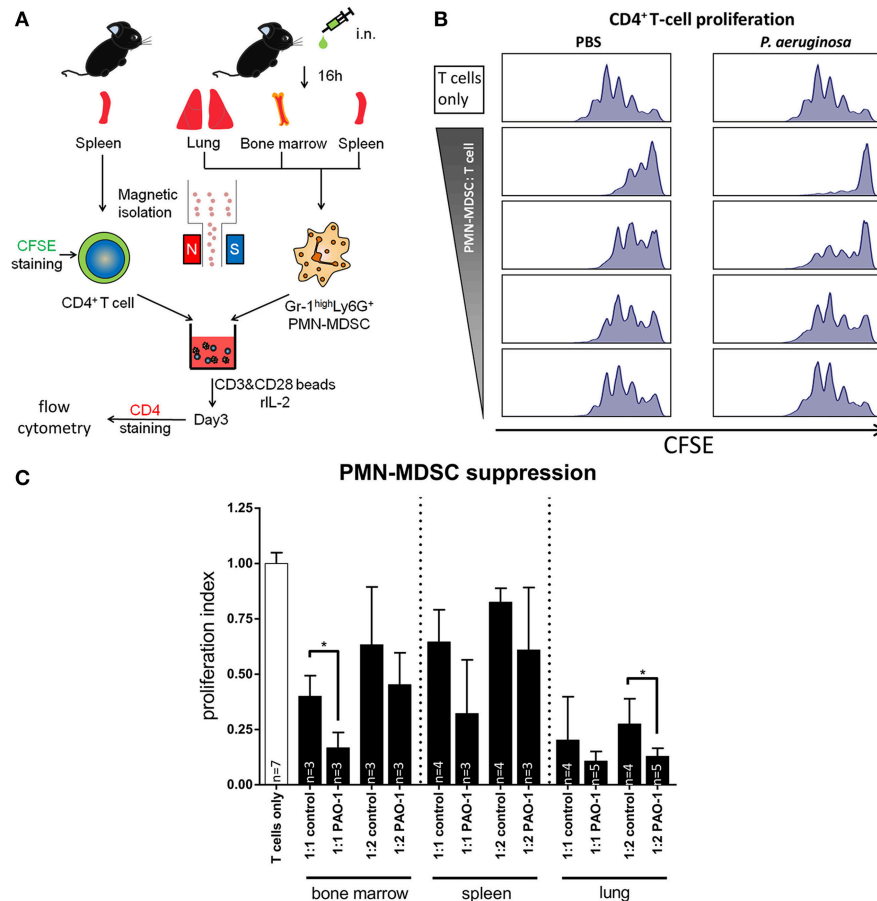 A
i.n.
16h
Spleen
Lung
Bone marrow
Spleen
Magnetic
isolation
CFSE
staining
N
S
CD4⁺ T cell
Gr-1ʰⁱᵍʰLy6G⁺
PMN-MDSC
CD3&CD28 beads
rIL-2
flow
cytometry
CD4
staining
Day3
B
CD4⁺ T-cell proliferation
PBS
P. aeruginosa
T cells
only
PMN-MDSC: T cell
CFSE
C
PMN-MDSC suppression
proliferation index
1.25
1.00
0.75
0.50
0.25
0.00
*
*
n=7
n=3
n=3
n=3
n=3
n=4
n=3
n=4
n=3
n=4
n=5
n=4
n=5
T cells only
1:1 control
1:1 PAO-1
1:2 control
1:2 PAO-1
1:1 control
1:1 PAO-1
1:2 control
1:2 PAO-1
1:1 control
1:1 PAO-1
1:2 control
1:2 PAO-1
bone marrow
spleen
lung